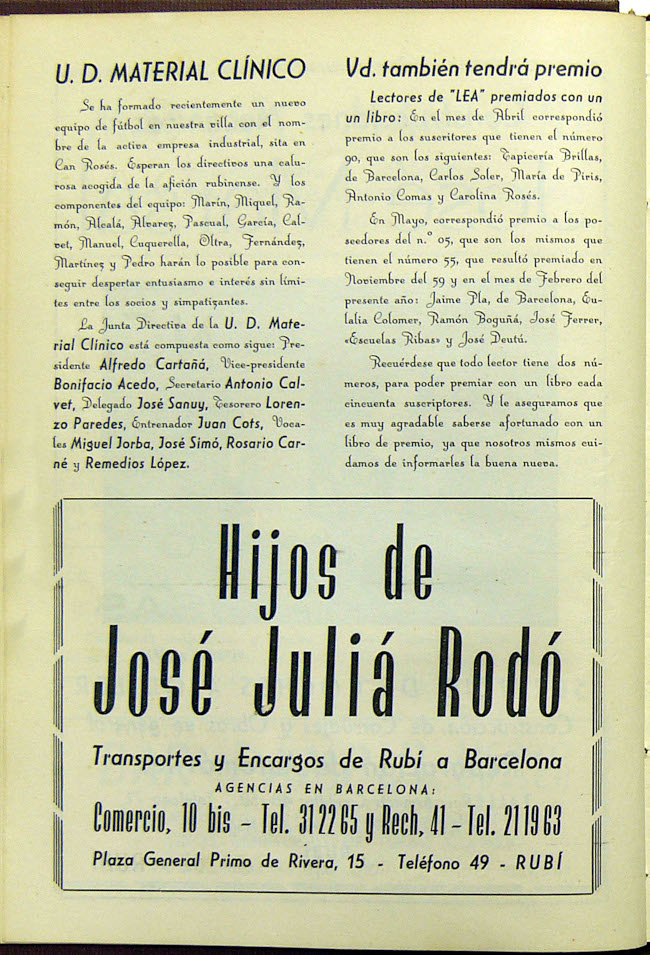 U. D. MATERIAL CLÍNICO
Se ha formado recientemente un nuevo
equipo de fútbol en nuestra villa con el nom-
bre de la activa empresa industrial, sita en
Can Rosés. Esperan los directivos una calu-
rosa acogida de la afición rubinense. Y los
componentes del equipo: Marín, Miquel, Ra-
món, Alcalá, Alvarez, Pascual, García, Cal-
vet, Manuel, Cuquerella, Oltra, Fernández,
Martínez y Pedro harán lo posible para con-
seguir despertar entusiasmo e interés sin lími-
tes entre los socios y simpatizantes.
La Junta Directiva de la U. D. Mate-
rial Clínico está compuesta como sigue: Pre-
sidente Alfredo Cartañá, Vice-presidente
Bonifacio Acedo, Secretario Antonio Cal-
vet, Delegado José Sanuy, Tesorero Loren-
zo Paredes, Entrenador Juan Cots, Voca-
les Miguel Jorba, José Simó, Rosario Car-
né y Remedios López.
Vd. también tendrá premio
Lectores de "LEA" premiados con un
un libro: En el mes de Abril correspondió
premio a los suscritores que tienen el número
90, que son los siguientes: Tapicería Brillas,
de Barcelona, Carlos Soler, María de Piris,
Antonio Comas y Carolina Rosés.
En Mayo, correspondió premio a los po-
seedores del n.º 05, que son los mismos que
tienen el número 55, que resultó premiado en
Noviembre del 59 y en el mes de Febrero del
presente año: Jaime Pla, de Barcelona, Eu-
lalia Colomer, Ramón Boguñá, José Ferrer,
«Escuelas Ribas» y José Deutú.
Recuérdese que todo lector tiene dos nú-
meros, para poder premiar con un libro cada
cincuenta suscriptores. Y le aseguramos que
es muy agradable saberse afortunado con un
libro de premio, ya que nosotros mismos cui-
damos de informarles la buena nueva.
Hijos de
José Juliá Rodó
Transportes y Encargos de Rubí a Barcelona
AGENCIAS EN BARCELONA:
Comercio, 10 bis - Tel. 31 22 65 y Rech, 41 - Tel. 21 19 63
Plaza General Primo de Rivera, 15 - Teléfono 49 - RUBÍ